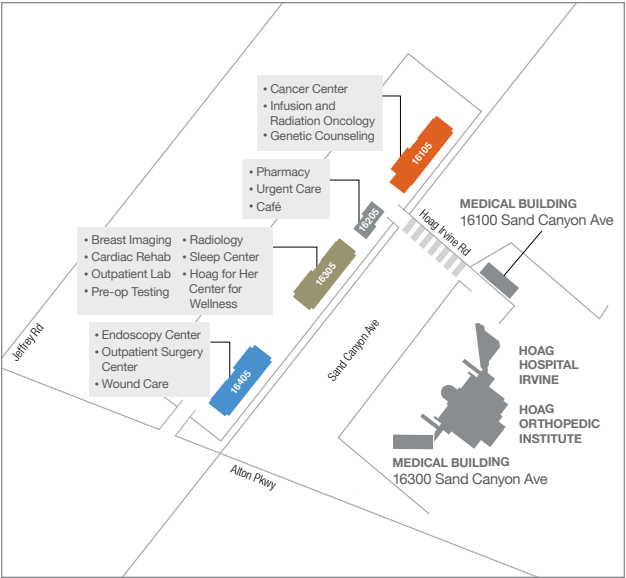 • Cancer Center
• Infusion and
Radiation Oncology
• Genetic Counseling
16105
• Pharmacy
• Urgent Care
• Café
16205
MEDICAL BUILDING
16100 Sand Canyon Ave
Hoag Irvine Rd
• Breast Imaging
• Cardiac Rehab
• Outpatient Lab
• Pre-op Testing
• Radiology
• Sleep Center
• Hoag for Her
Center for
Wellness
16305
Jeffrey Rd
• Endoscopy Center
• Outpatient Surgery
Center
• Wound Care
16405
Sand Canyon Ave
HOAG
HOSPITAL
IRVINE
HOAG
ORTHOPEDIC
INSTITUTE
MEDICAL BUILDING
16300 Sand Canyon Ave
Alton Pkwy